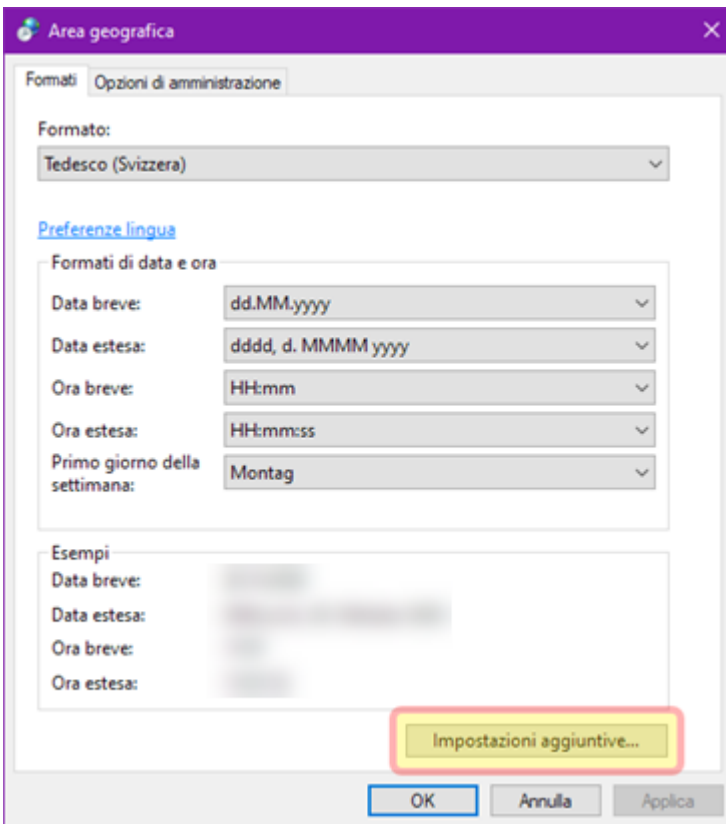 Area geografica
Formati Opzioni di amministrazione
Formato:
Tedesco (Svizzera)
Preferenze lingua
Formati di data e ora
Data breve: dd.MM.yyyy
Data estesa: dddd, d. MMMM yyyy
Ora breve: HH:mm
Ora estesa: HH:mm:ss
Primo giorno della
settimana: Montag
Esempi
Data breve:
Data estesa:
Ora breve:
Ora estesa:
Impostazioni aggiuntive...
OK Annulla Applica